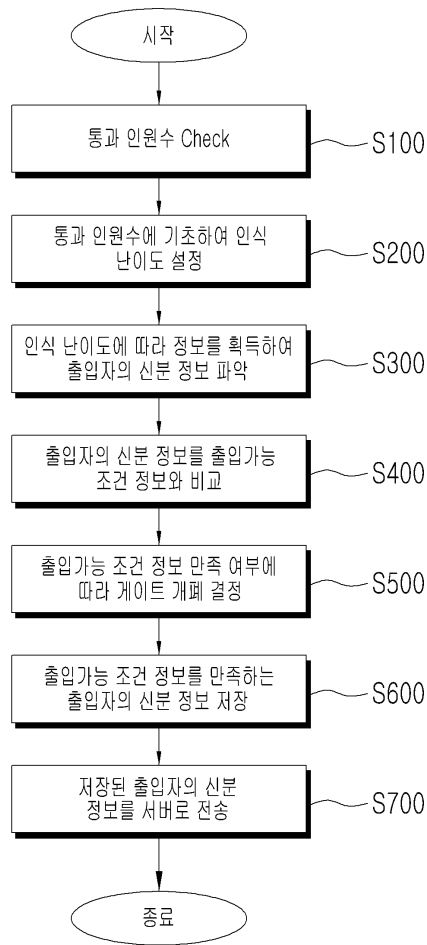 시작
통과 인원수 Check
S100
통과 인원수에 기초하여 인식
난이도 설정
S200
인식 난이도에 따라 정보를 획득하여
출입자의 신분 정보 파악
S300
출입자의 신분 정보를 출입가능
조건 정보와 비교
S400
출입가능 조건 정보 만족 여부에
따라 게이트 개폐 결정
S500
출입가능 조건 정보를 만족하는
출입자의 신분 정보 저장
S600
저장된 출입자의 신분
정보를 서버로 전송
S700
종료